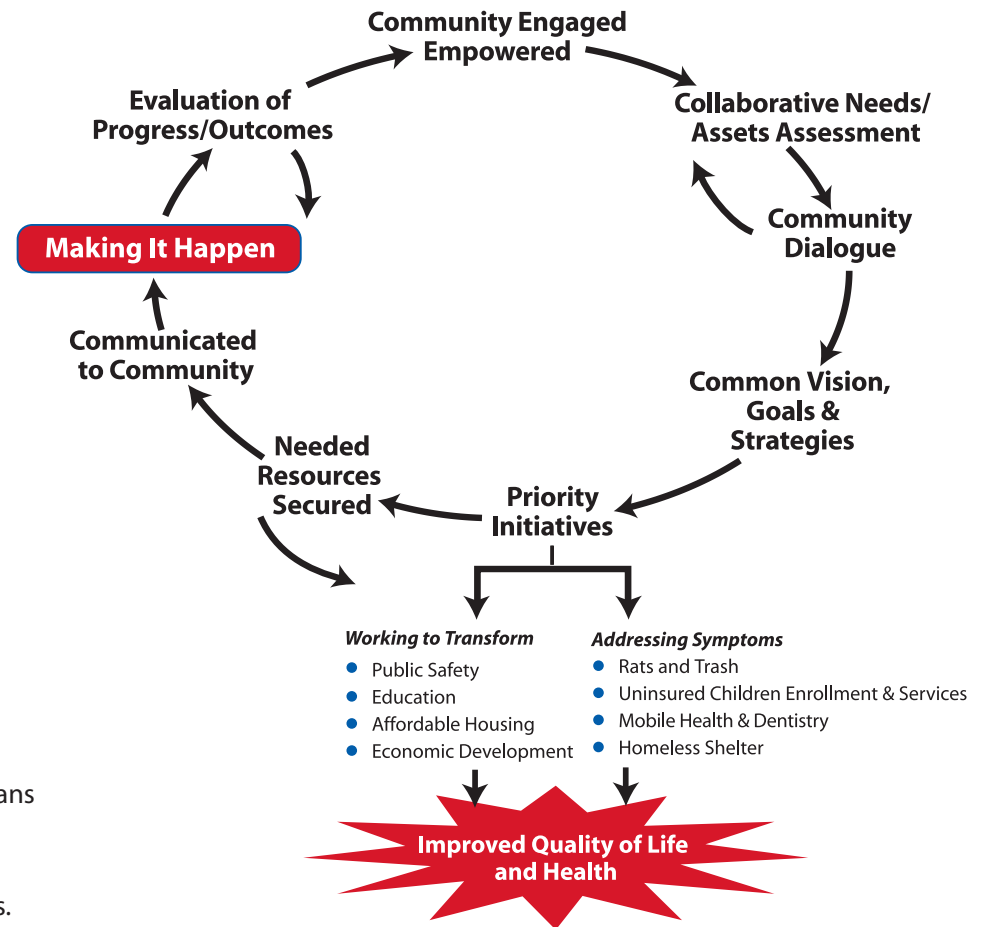 Community Engaged
Empowered
Collaborative Needs/
Assets Assessment
Community
Dialogue
Common Vision,
Goals &
Strategies
Priority
Initiatives
Needed
Resources
Secured
Communicated
to Community
Making It Happen
Evaluation of
Progress/Outcomes
Working to Transform
Public Safety
Education
Affordable Housing
Economic Development
Addressing Symptoms
Rats and Trash
Uninsured Children Enrollment & Services
Mobile Health & Dentistry
Homeless Shelter
Improved Quality of Life
and Health
ans
s.